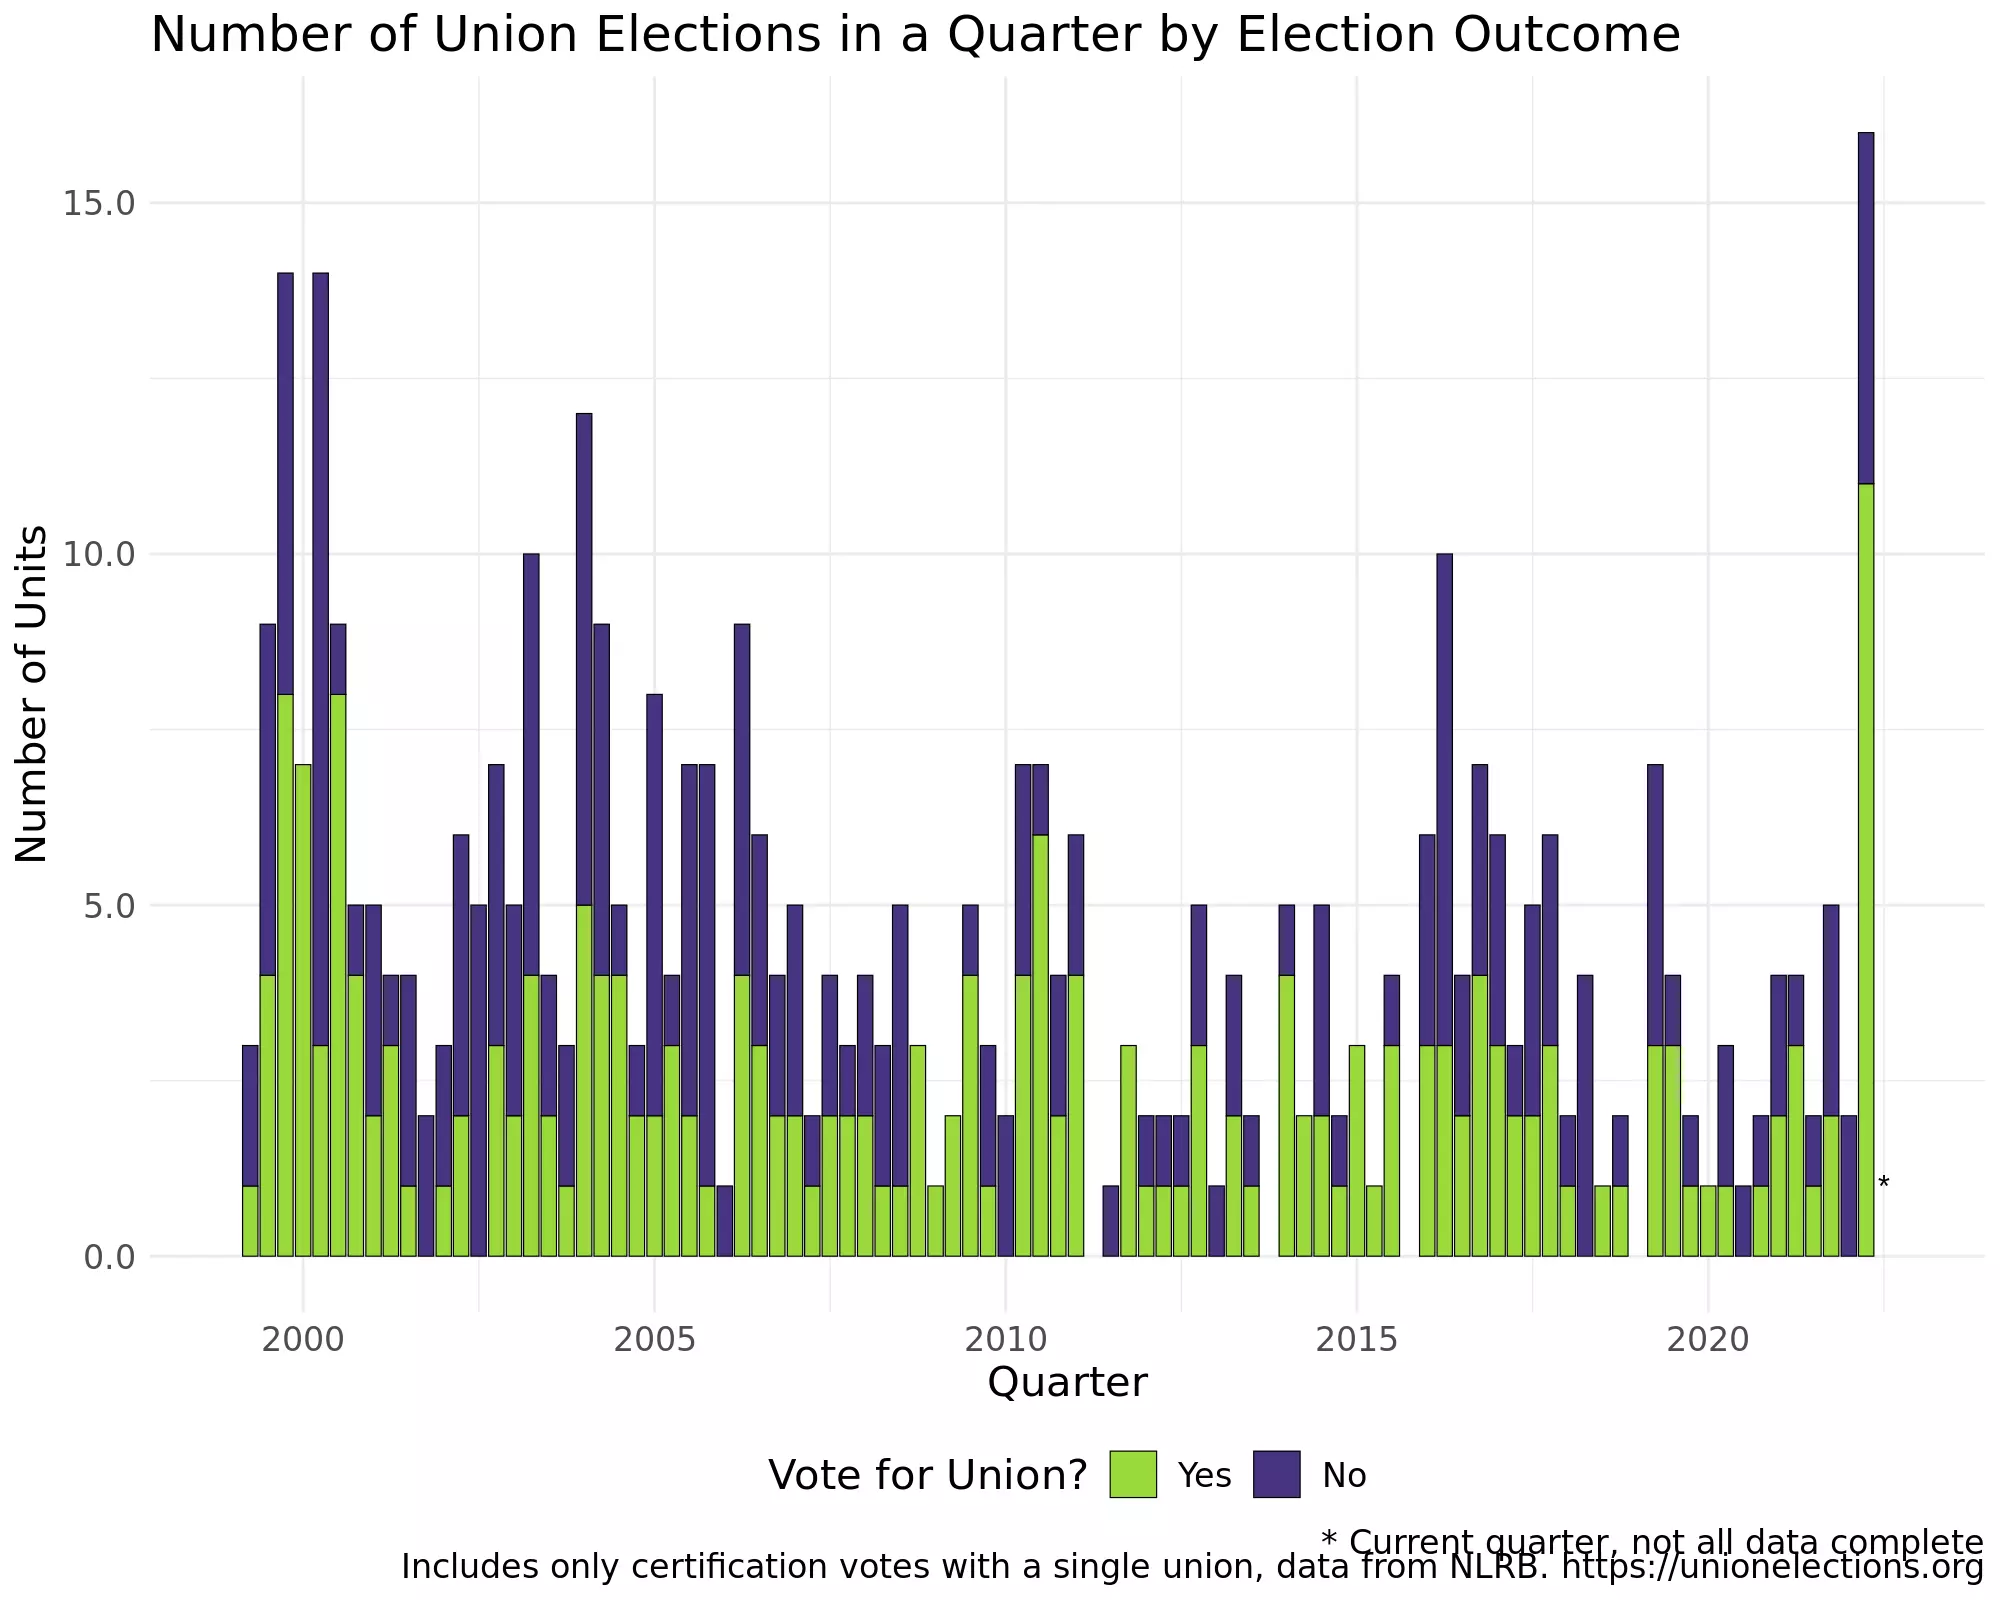 Number of Union Elections in a Quarter by Election Outcome
Number of Units
15.0
10.0
5.0
0.0
*
2000 2005 2010 2015 2020
Quarter
Vote for Union? Yes No
* Current quarter, not all data complete
Includes only certification votes with a single union, data from NLRB. https://unionelections.org